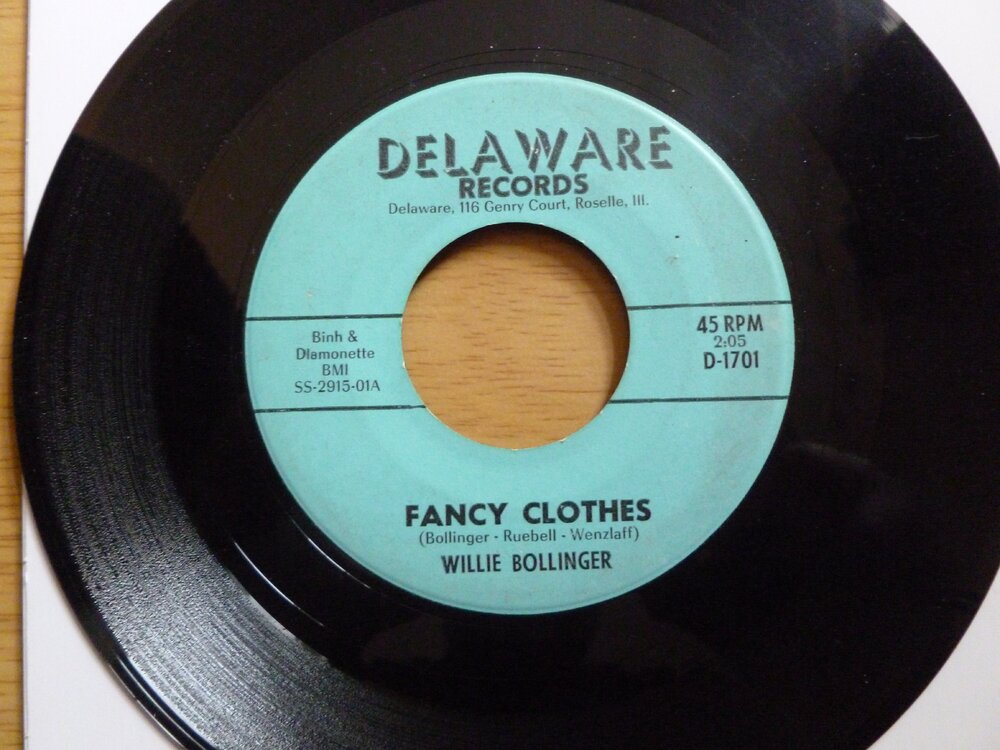 DELAWARE
RECORDS
Delaware, 116 Genry Court, Roselle, Ill.
Binh &
Dlamonette
BMI
SS-2915-01A
45 RPM
2:05
D-1701
FANCY CLOTHES
(Bollinger - Ruebell - Wenzlaff)
WILLIE BOLLINGER